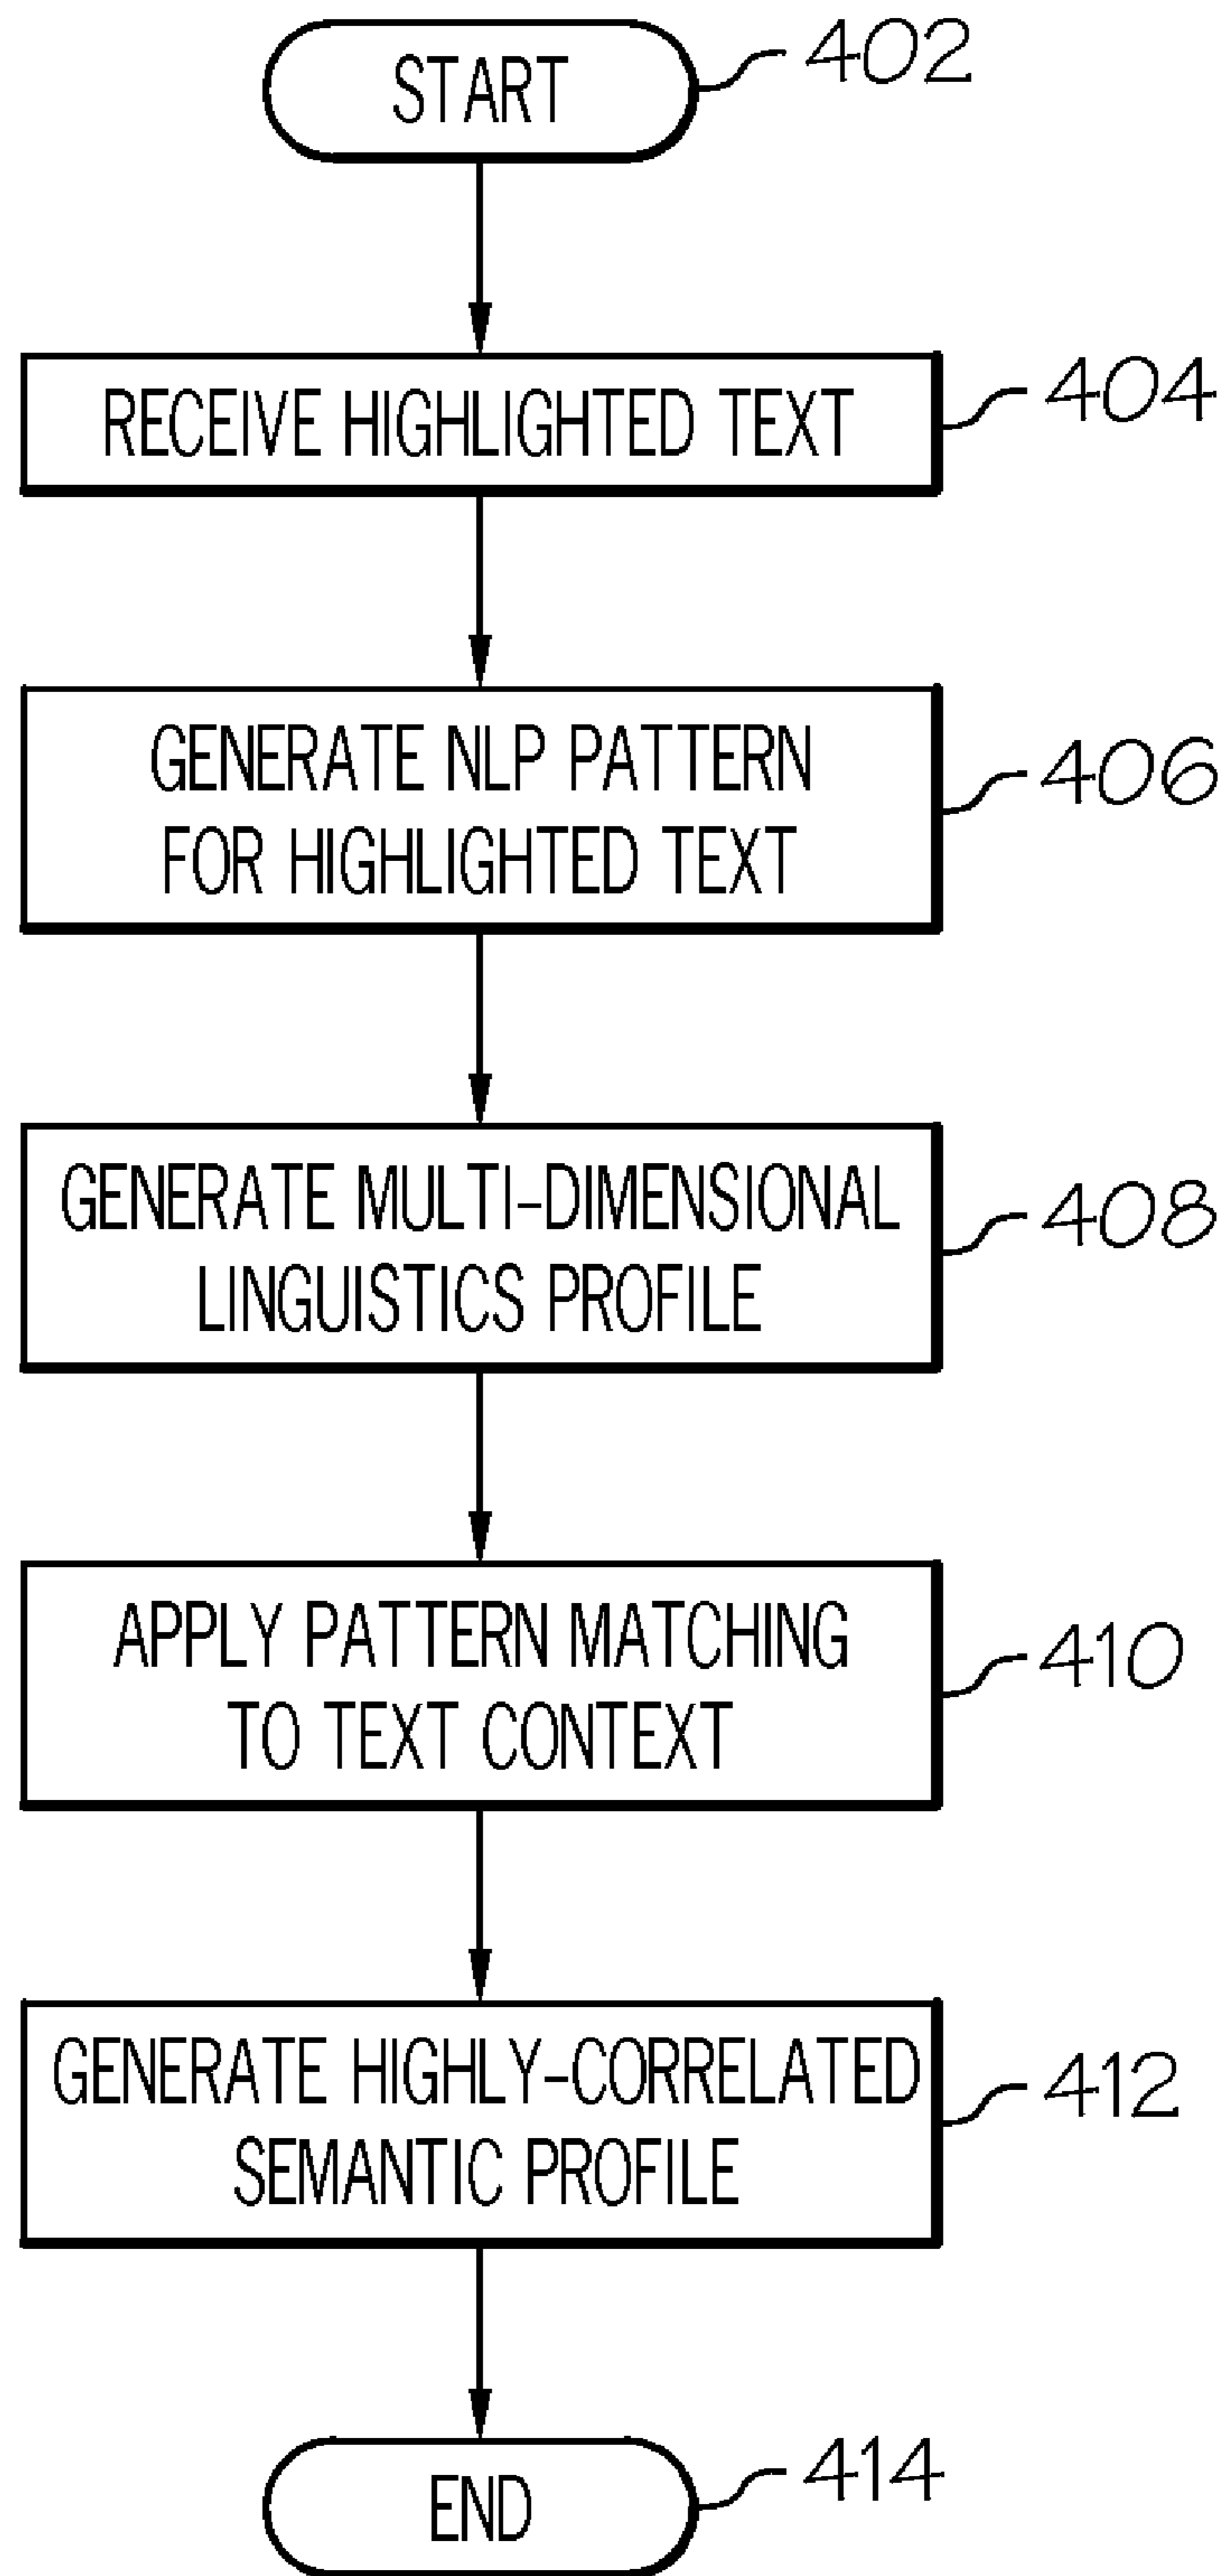 START
402
RECEIVE HIGHLIGHTED TEXT
404
GENERATE NLP PATTERN
FOR HIGHLIGHTED TEXT
406
GENERATE MULTI-DIMENSIONAL
LINGUISTICS PROFILE
408
APPLY PATTERN MATCHING
TO TEXT CONTEXT
410
GENERATE HIGHLY-CORRELATED
SEMANTIC PROFILE
412
END
414